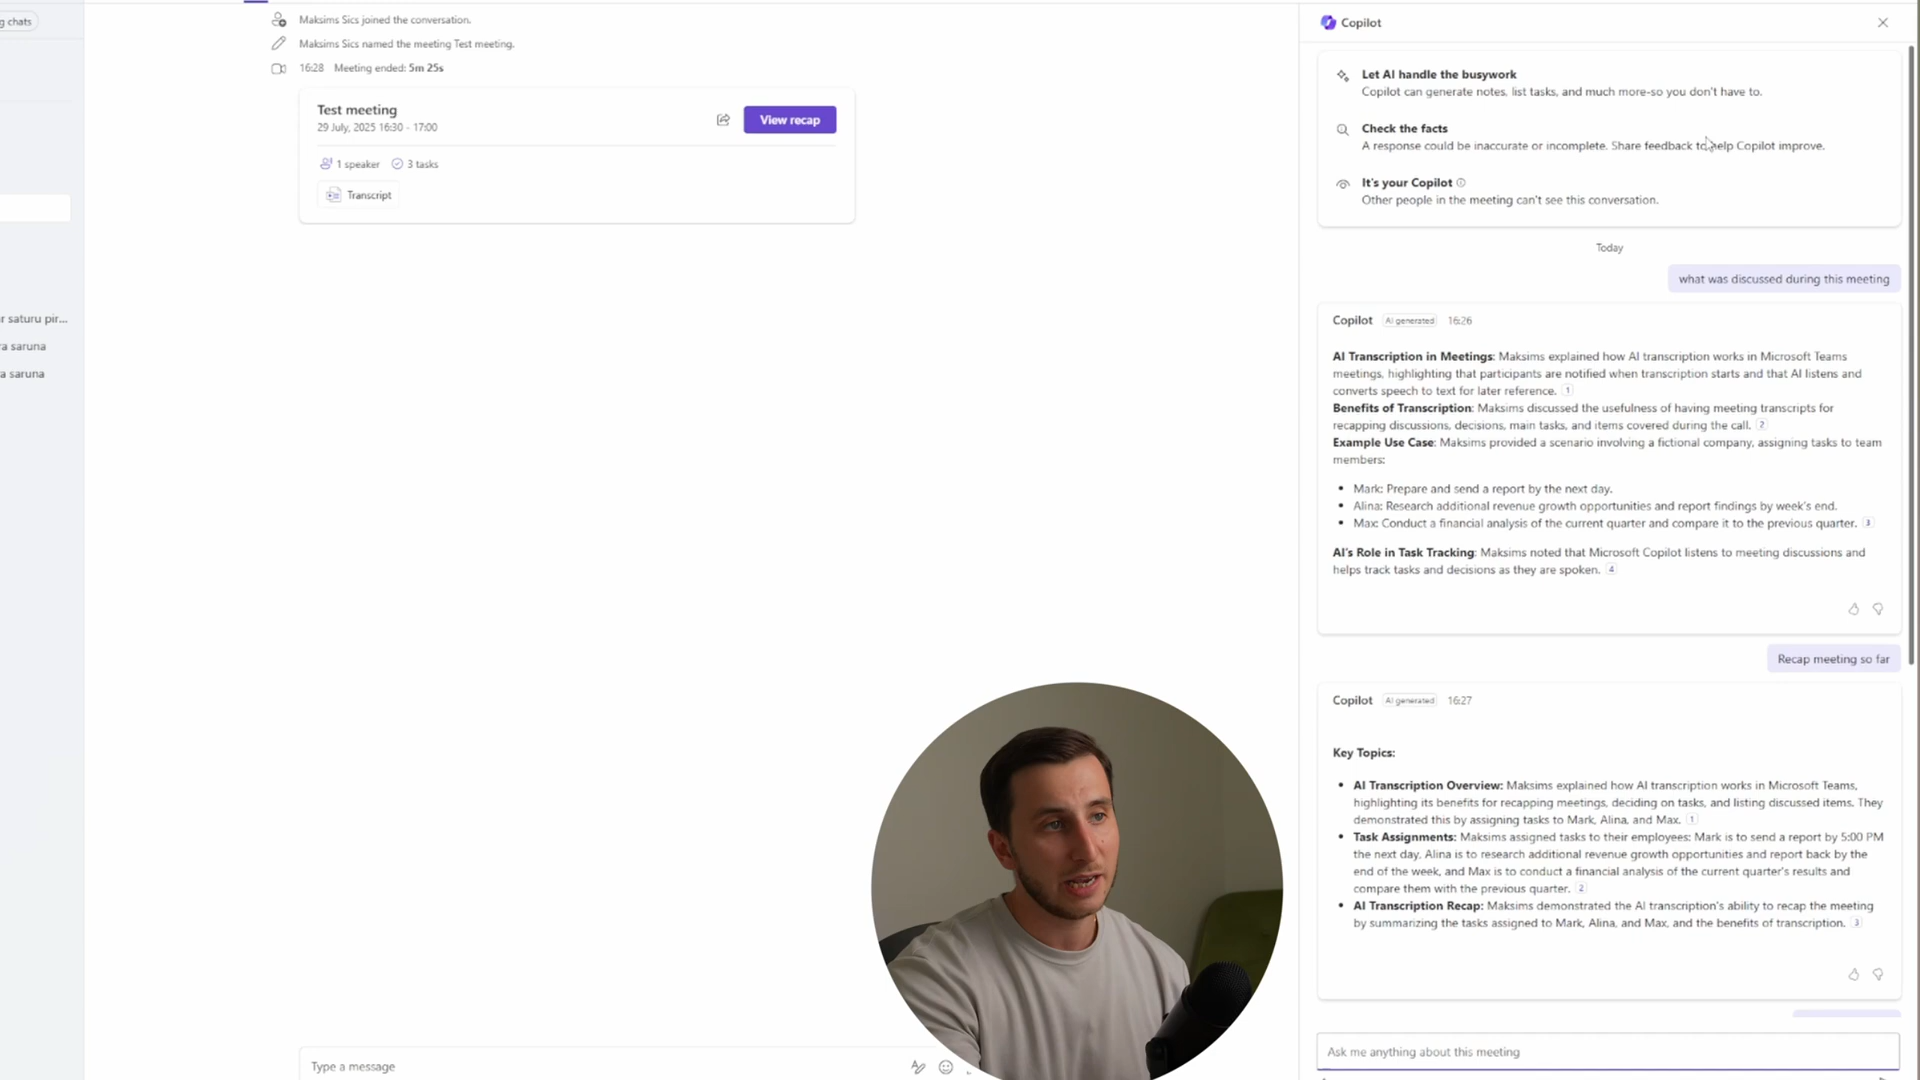 g chats
r saturu pir...
a saruna
a saruna
Maksims Sics joined the conversation.
Maksims Sics named the meeting Test meeting.
16:28 Meeting ended: 5m 25s
Test meeting
29 July, 2025 16:30 - 17:00
View recap
1 speaker 3 tasks
Transcript
Type a message
Copilot
Let AI handle the busywork
Copilot can generate notes, list tasks, and much more-so you don't have to.
Check the facts
A response could be inaccurate or incomplete. Share feedback to help Copilot improve.
It's your Copilot
Other people in the meeting can't see this conversation.
Today
what was discussed during this meeting
Copilot AI generated 16:26
AI Transcription in Meetings: Maksims explained how AI transcription works in Microsoft Teams
meetings, highlighting that participants are notified when transcription starts and that AI listens and
converts speech to text for later reference. 1
Benefits of Transcription: Maksims discussed the usefulness of having meeting transcripts for
recapping discussions, decisions, main tasks, and items covered during the call. 2
Example Use Case: Maksims provided a scenario involving a fictional company, assigning tasks to team
members:
• Mark: Prepare and send a report by the next day.
• Alina: Research additional revenue growth opportunities and report findings by week's end.
• Max: Conduct a financial analysis of the current quarter and compare it to the previous quarter. 3
AI's Role in Task Tracking: Maksims noted that Microsoft Copilot listens to meeting discussions and
helps track tasks and decisions as they are spoken. 4
Recap meeting so far
Copilot AI generated 16:27
Key Topics:
• AI Transcription Overview: Maksims explained how AI transcription works in Microsoft Teams,
highlighting its benefits for recapping meetings, deciding on tasks, and listing discussed items. They
demonstrated this by assigning tasks to Mark, Alina, and Max. 1
• Task Assignments: Maksims assigned tasks to their employees: Mark is to send a report by 5:00 PM
the next day, Alina is to research additional revenue growth opportunities and report back by the
end of the week, and Max is to conduct a financial analysis of the current quarter's results and
compare them with the previous quarter. 2
• AI Transcription Recap: Maksims demonstrated the AI transcription's ability to recap the meeting
by summarizing the tasks assigned to Mark, Alina, and Max, and the benefits of transcription. 3
Ask me anything about this meeting